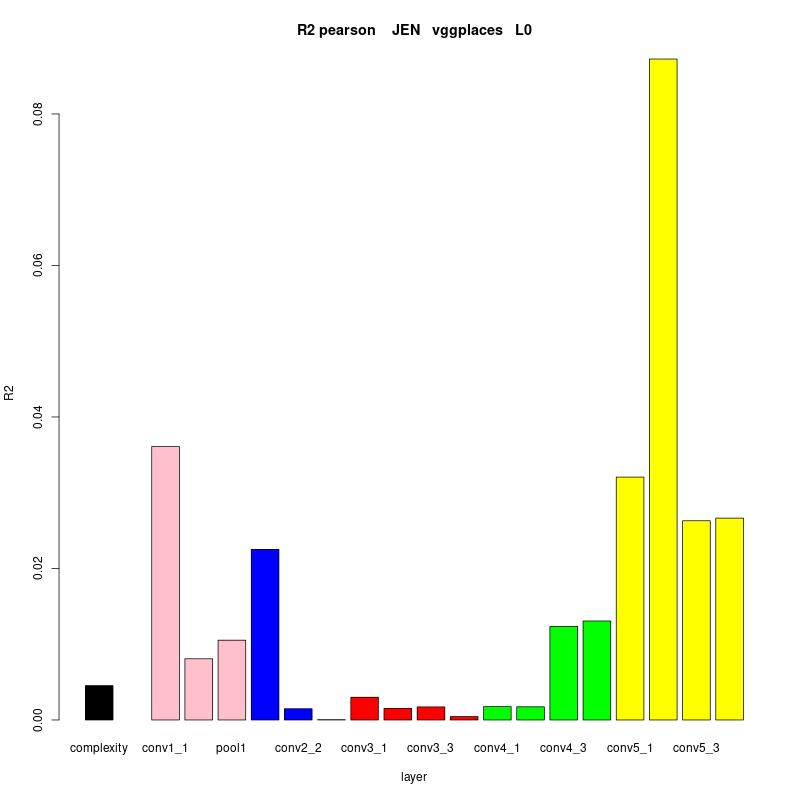 R2 pearson JEN vggplaces L0
0.08
0.06
0.04
0.02
0.00
R2
complexity conv1_1 pool1 conv2_2 conv3_1 conv3_3 conv4_1 conv4_3 conv5_1 conv5_3
layer